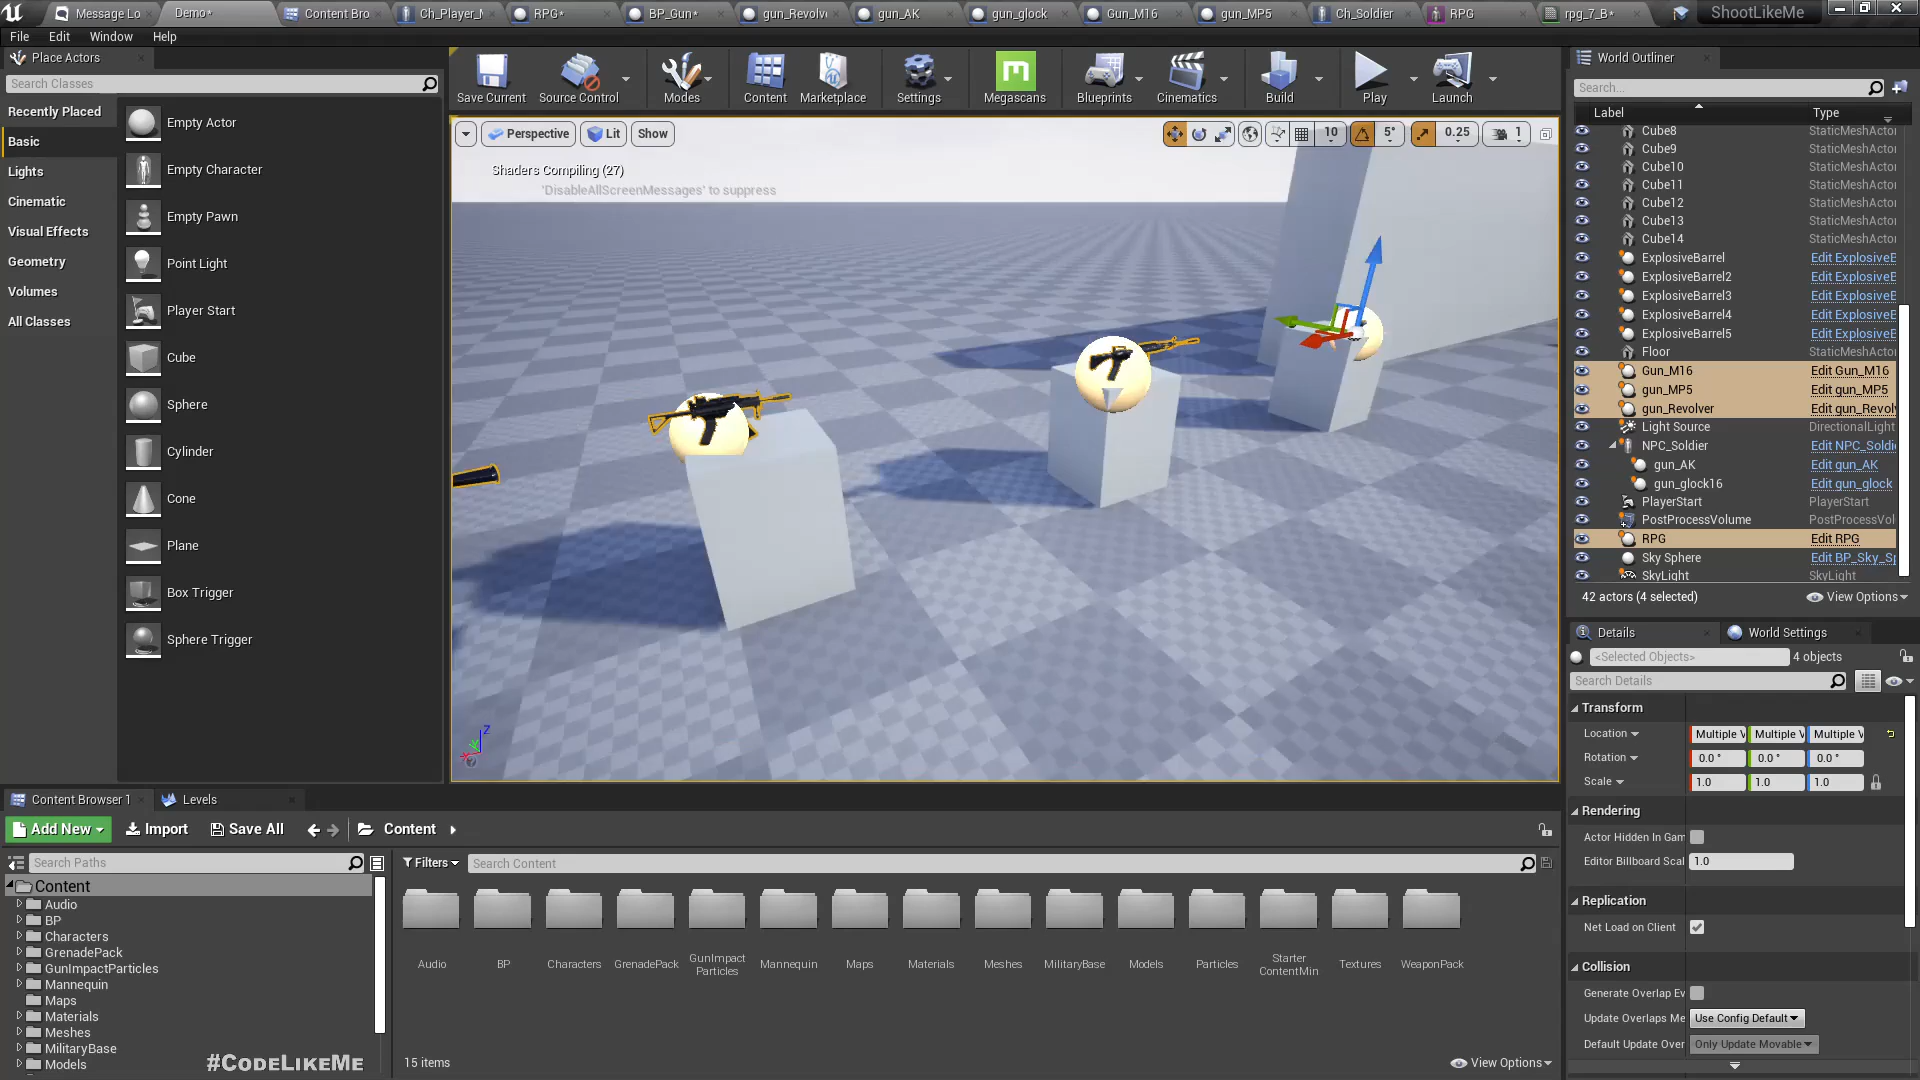 Message Lo
Demo*
Content Bro
Ch_Player_M
RPG*
BP_Gun*
gun_Revolv
gun_AK
gun_glock
Gun_M16
gun_MP5
Ch_Soldier
RPG
rpg_7_B*
ShootLikeMe
File Edit Window Help
Place Actors
Search Classes
Recently Placed
Basic
Lights
Cinematic
Visual Effects
Geometry
Volumes
All Classes
Empty Actor
Empty Character
Empty Pawn
Point Light
Player Start
Cube
Sphere
Cylinder
Cone
Plane
Box Trigger
Sphere Trigger
Save Current
Source Control
Modes
Content
Marketplace
Settings
Megascans
Blueprints
Cinematics
Build
Play
Launch
Perspective Lit Show
10 5° 0.25 1
Shaders Compiling (27)
'DisableAllScreenMessages' to suppress
Z
World Outliner
Search...
Label Type
Cube8 StaticMeshActor
Cube9 StaticMeshActor
Cube10 StaticMeshActor
Cube11 StaticMeshActor
Cube12 StaticMeshActor
Cube13 StaticMeshActor
Cube14 StaticMeshActor
ExplosiveBarrel Edit ExplosiveB
ExplosiveBarrel2 Edit ExplosiveB
ExplosiveBarrel3 Edit ExplosiveB
ExplosiveBarrel4 Edit ExplosiveB
ExplosiveBarrel5 Edit ExplosiveB
Floor StaticMeshActor
Gun_M16 Edit Gun_M16
gun_MP5 Edit gun_MP5
gun_Revolver Edit gun_Revolv
Light Source DirectionalLight
NPC_Soldier Edit NPC_Soldi
gun_AK Edit gun_AK
gun_glock16 Edit gun_glock
PlayerStart PlayerStart
PostProcessVolume PostProcessVol
RPG Edit RPG
Sky Sphere Edit BP_Sky_Sp
SkyLight SkyLight
42 actors (4 selected)
View Options
Details
World Settings
<Selected Objects> 4 objects
Search Details
Transform
Location Multiple V Multiple V Multiple V
Rotation 0.0 ° 0.0 ° 0.0 °
Scale 1.0 1.0 1.0
Rendering
Actor Hidden In Gam
Editor Billboard Scal 1.0
Replication
Net Load on Client
Collision
Generate Overlap Ev
Update Overlaps Me Use Config Default
Default Update Over Only Update Movable
Content Browser 1
Levels
Add New Import Save All Content
Search Paths
Filters
Search Content
Content
Audio
BP
Characters
GrenadePack
GunImpactParticles
Mannequin
Maps
Materials
Meshes
MilitaryBase
Models
Audio
BP
Characters
GrenadePack
GunImpact
Particles
Mannequin
Maps
Materials
Meshes
MilitaryBase
Models
Particles
Starter
ContentMin
Textures
WeaponPack
#CodeLikeMe
15 items
View Options